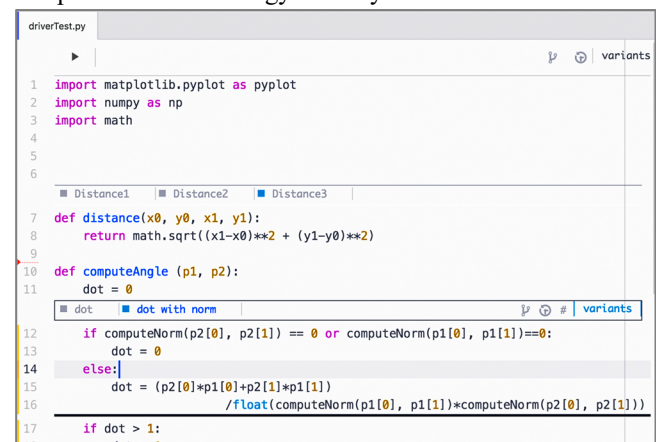 driverTest.py
variants
1 import matplotlib.pyplot as pyplot
2 import numpy as np
3 import math
4
5
6
Distance1 Distance2 Distance3
7 def distance(x0, y0, x1, y1):
8     return math.sqrt((x1-x0)**2 + (y1-y0)**2)
9
10 def computeAngle (p1, p2):
11     dot = 0
dot dot with norm # variants
12     if computeNorm(p2[0], p2[1]) == 0 or computeNorm(p1[0], p1[1])==0:
13         dot = 0
14     else:
15         dot = (p2[0]*p1[0]+p2[1]*p1[1])
16                 /float(computeNorm(p1[0], p1[1])*computeNorm(p2[0], p2[1]))
17     if dot > 1: